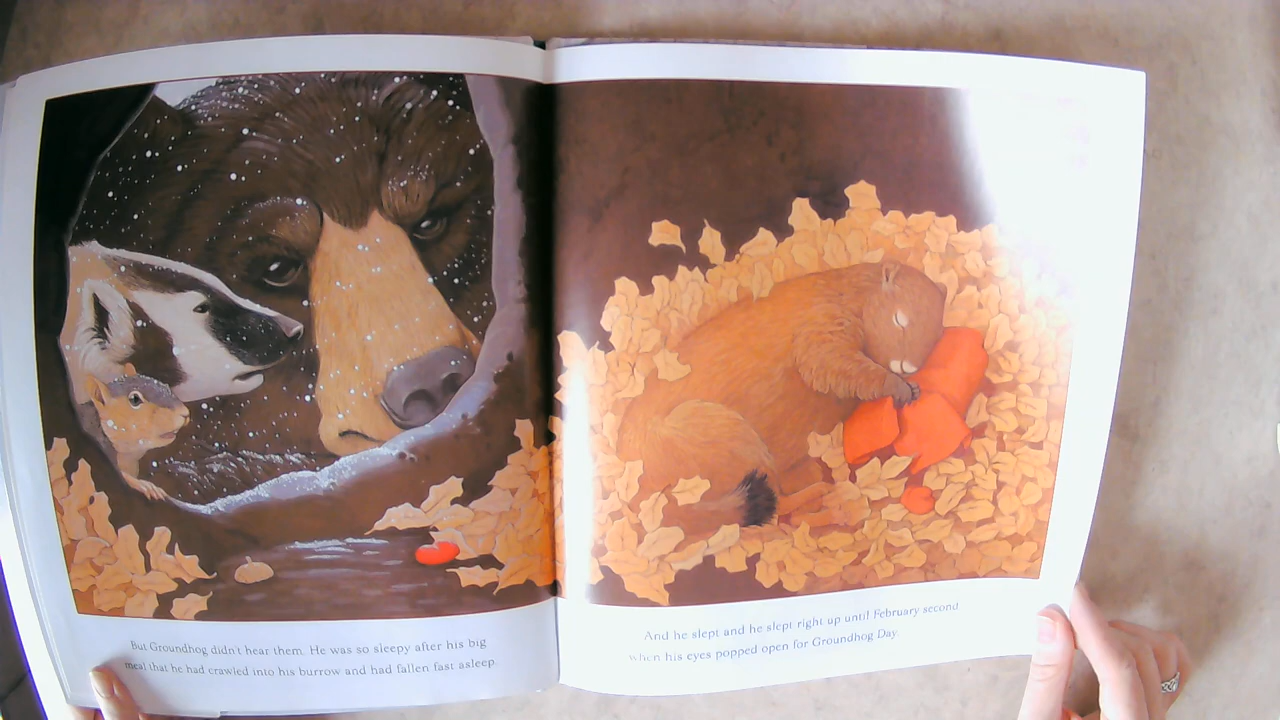 But Groundhog didn't hear them. He was so sleepy after his big
meal that he had crawled into his burrow and had fallen fast asleep.
And he slept and he slept right up until February second
when his eyes popped open for Groundhog Day.